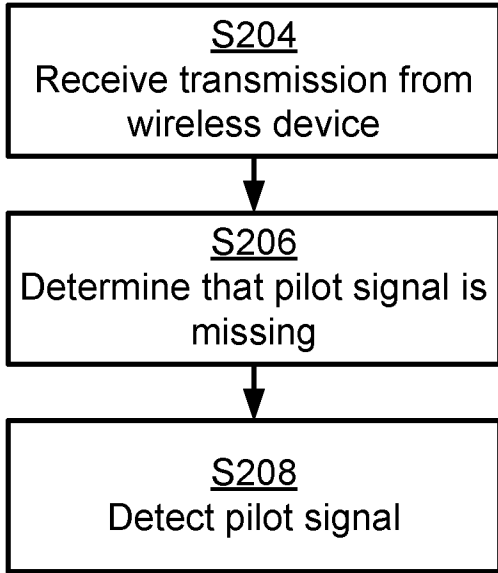 S204
Receive transmission from
wireless device
S206
Determine that pilot signal is
missing
S208
Detect pilot signal